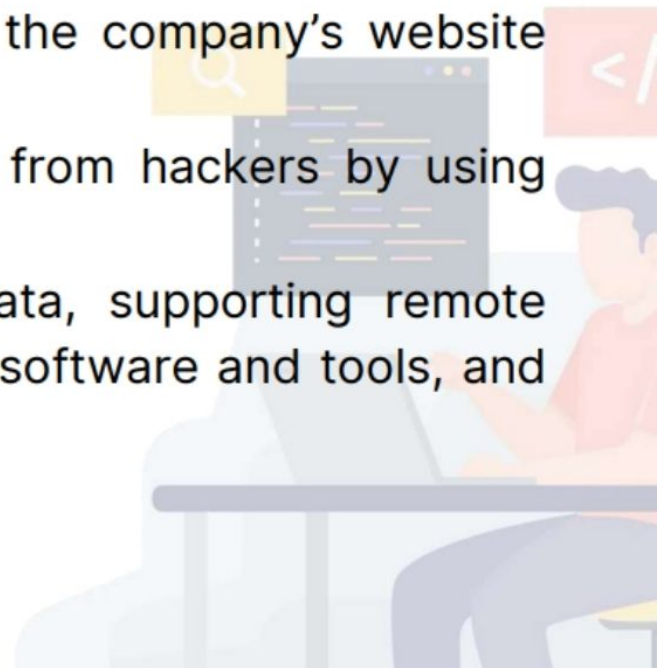 the company’s website
from hackers by using
ata, supporting remote
software and tools, and